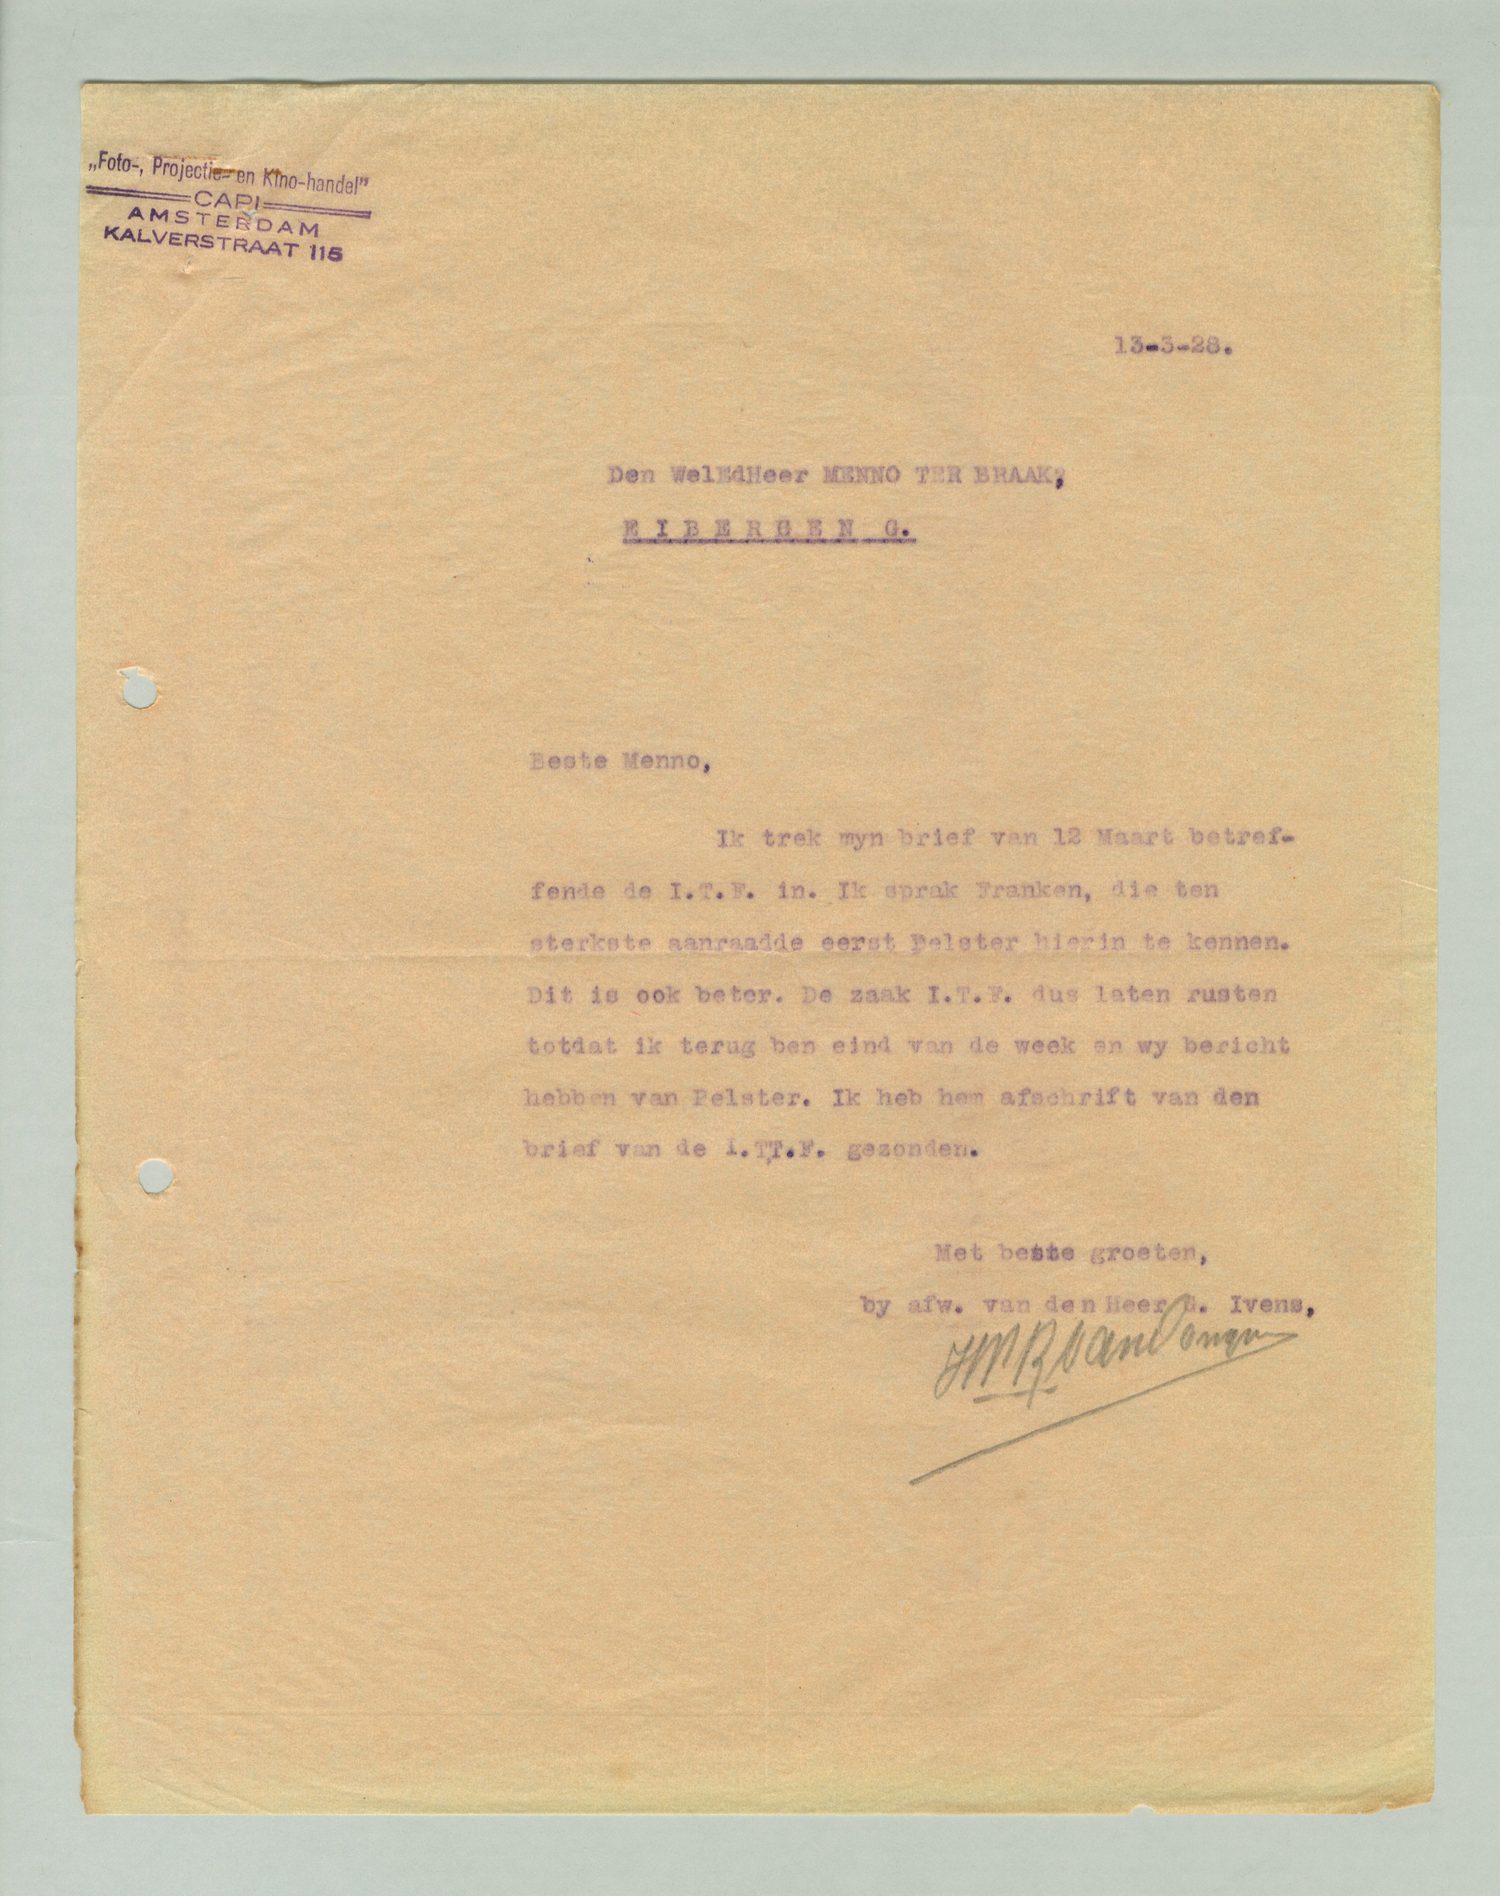 „Foto-, Projectie- en Kino-handel”
CAPI
AMSTERDAM
KALVERSTRAAT 115
13-3-28.
Den WelEdHeer MENNO TER BRAAK,
EIBERGEN G.
Beste Menno,
Ik trek myn brief van 12 Maart betref-
fende de I.T.F. in. Ik sprak Franken, die ten
sterkste aanraadde eerst Pelster hierin te kennen.
Dit is ook beter. De zaak I.T.F. dus laten rusten
totdat ik terug ben eind van de week en wy bericht
hebben van Pelster. Ik heb hem afschrift van den
brief van de I.TT.F. gezonden.
Met beste groeten,
by afw. van den Heer G. Ivens,